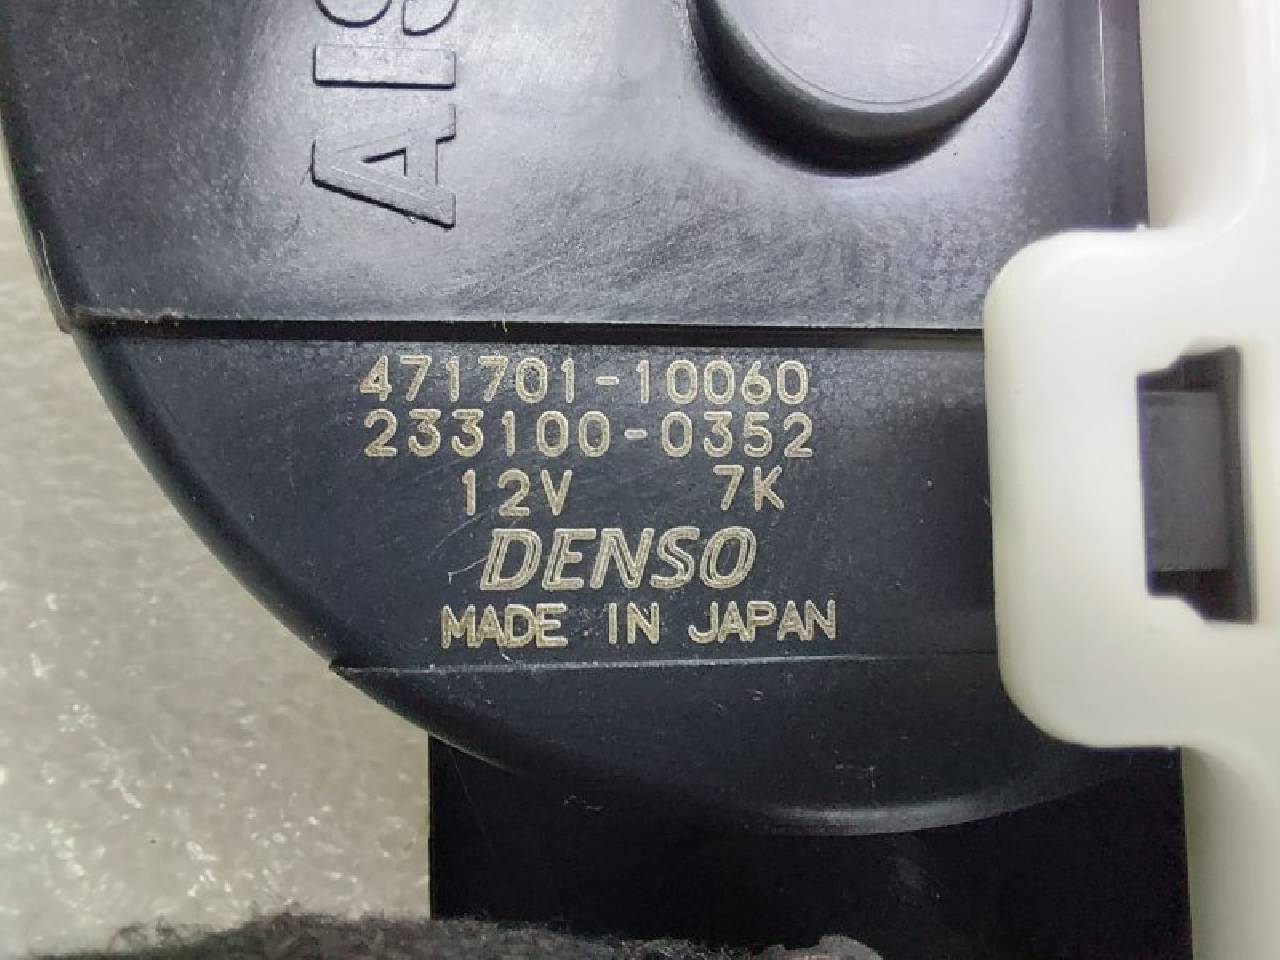 471701-10060
233100-0352
12V 7K
DENSO
MADE IN JAPAN